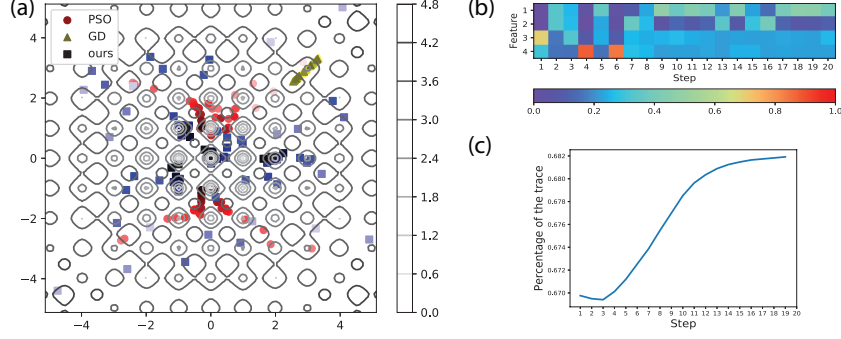 (a)
PSO
GD
ours
4
2
0
−2
−4
−4 −2 0 2 4
4.8
4.2
3.6
3.0
2.4
1.8
1.2
0.6
0.0
(b)
Feature
1
2
3
4
1 2 3 4 5 6 7 8 9 10 11 12 13 14 15 16 17 18 19 20
Step
0.0 0.2 0.4 0.6 0.8 1.0
(c)
Percentage of the trace
0.682
0.680
0.678
0.676
0.674
0.672
0.670
1 2 3 4 5 6 7 8 9 10 11 12 13 14 15 16 17 18 19 20
Step